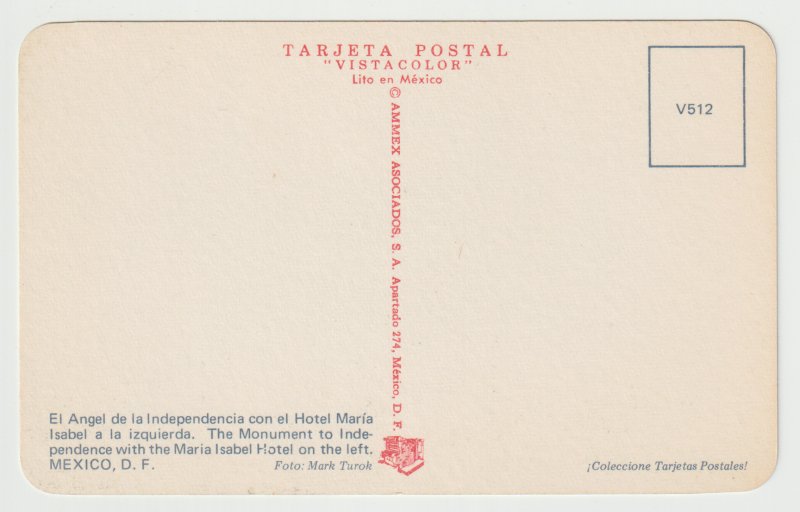 TARJETA POSTAL
"VISTACOLOR"
Lito en México
© AMMEX ASOCIADOS, S. A. Apartado 274, México, D. F.
V512
El Angel de la Independencia con el Hotel María
Isabel a la izquierda. The Monument to Inde-
pendence with the Maria Isabel Hotel on the left.
MEXICO, D. F.
Foto: Mark Turok
¡Coleccione Tarjetas Postales!